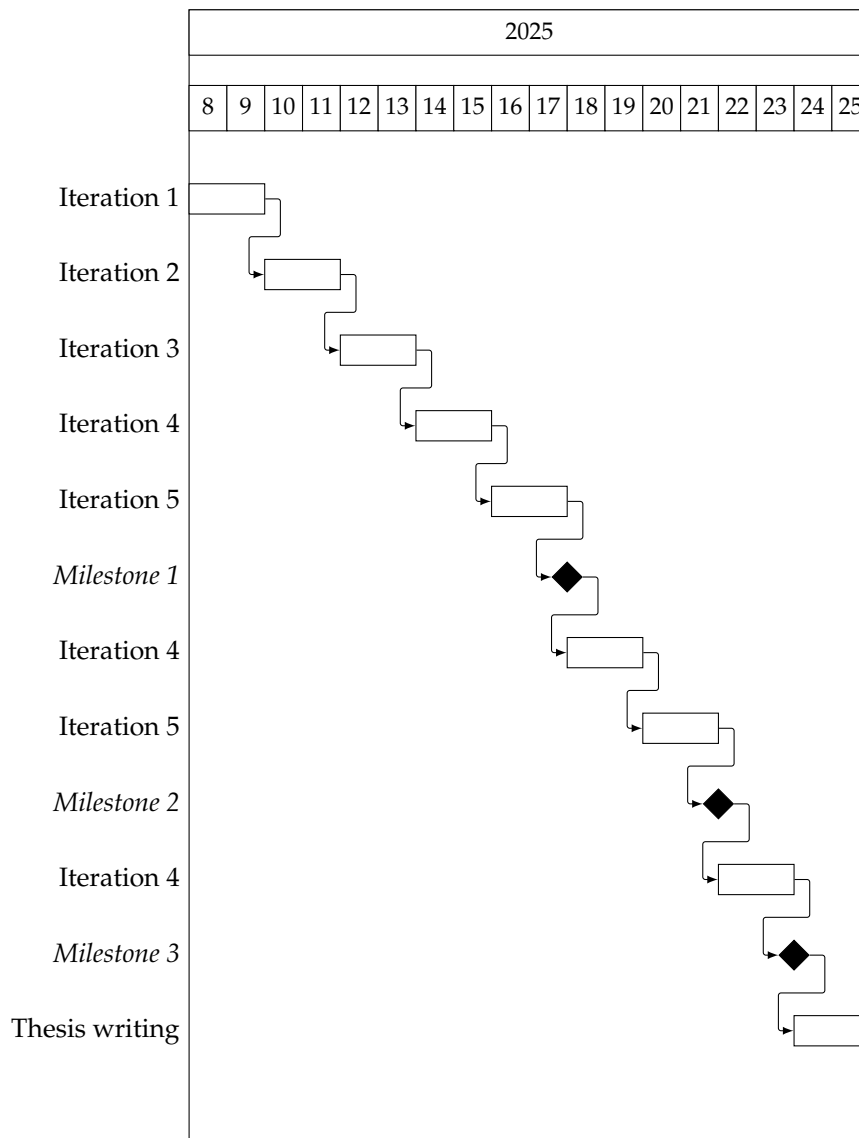 2025
8 9 10 11 12 13 14 15 16 17 18 19 20 21 22 23 24 25
Iteration 1
Iteration 2
Iteration 3
Iteration 4
Iteration 5
Milestone 1
Iteration 4
Iteration 5
Milestone 2
Iteration 4
Milestone 3
Thesis writing